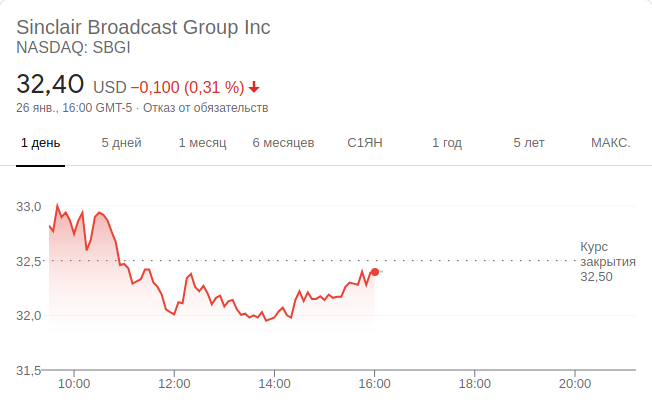 Sinclair Broadcast Group Inc
NASDAQ: SBGI
32,40 USD −0,100 (0,31 %)
26 янв., 16:00 GMT-5 · Отказ от обязательств
1 день 5 дней 1 месяц 6 месяцев С1ЯН 1 год 5 лет МАКС.
33,0
Курс
32,5 закрытия
32,50
32,0
31,5
10:00 12:00 14:00 16:00 18:00 20:00